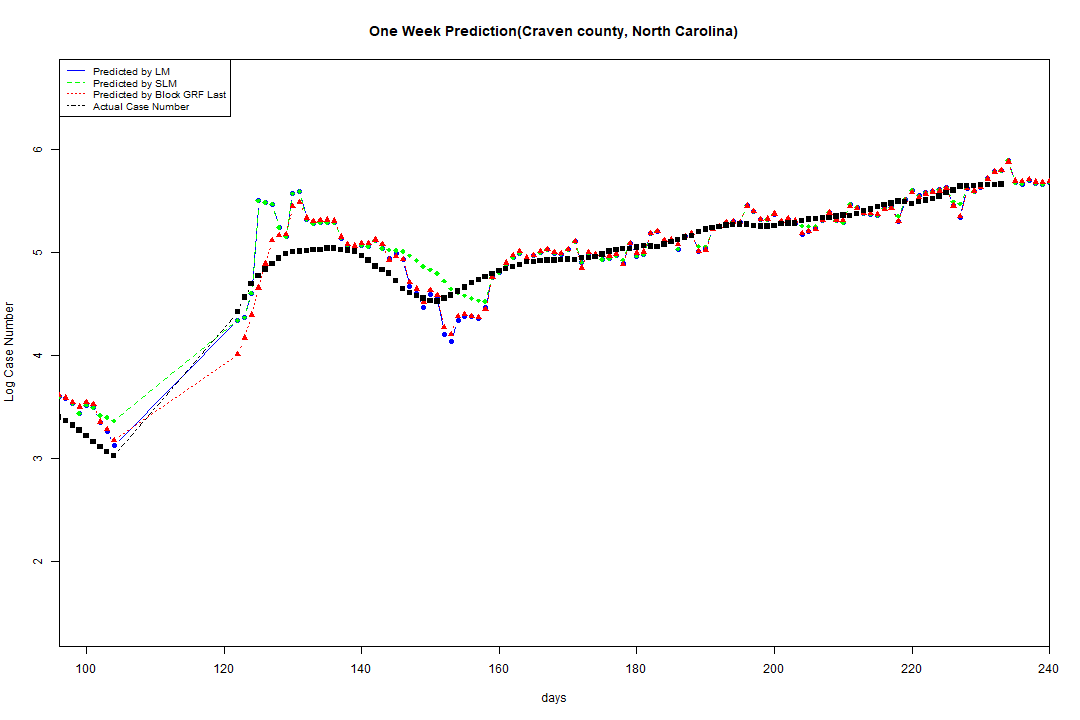 One Week Prediction(Craven county, North Carolina)
Predicted by LM
Predicted by SLM
Predicted by Block GRF Last
Actual Case Number
6
5
4
3
2
Log Case Number
100 120 140 160 180 200 220 240
days